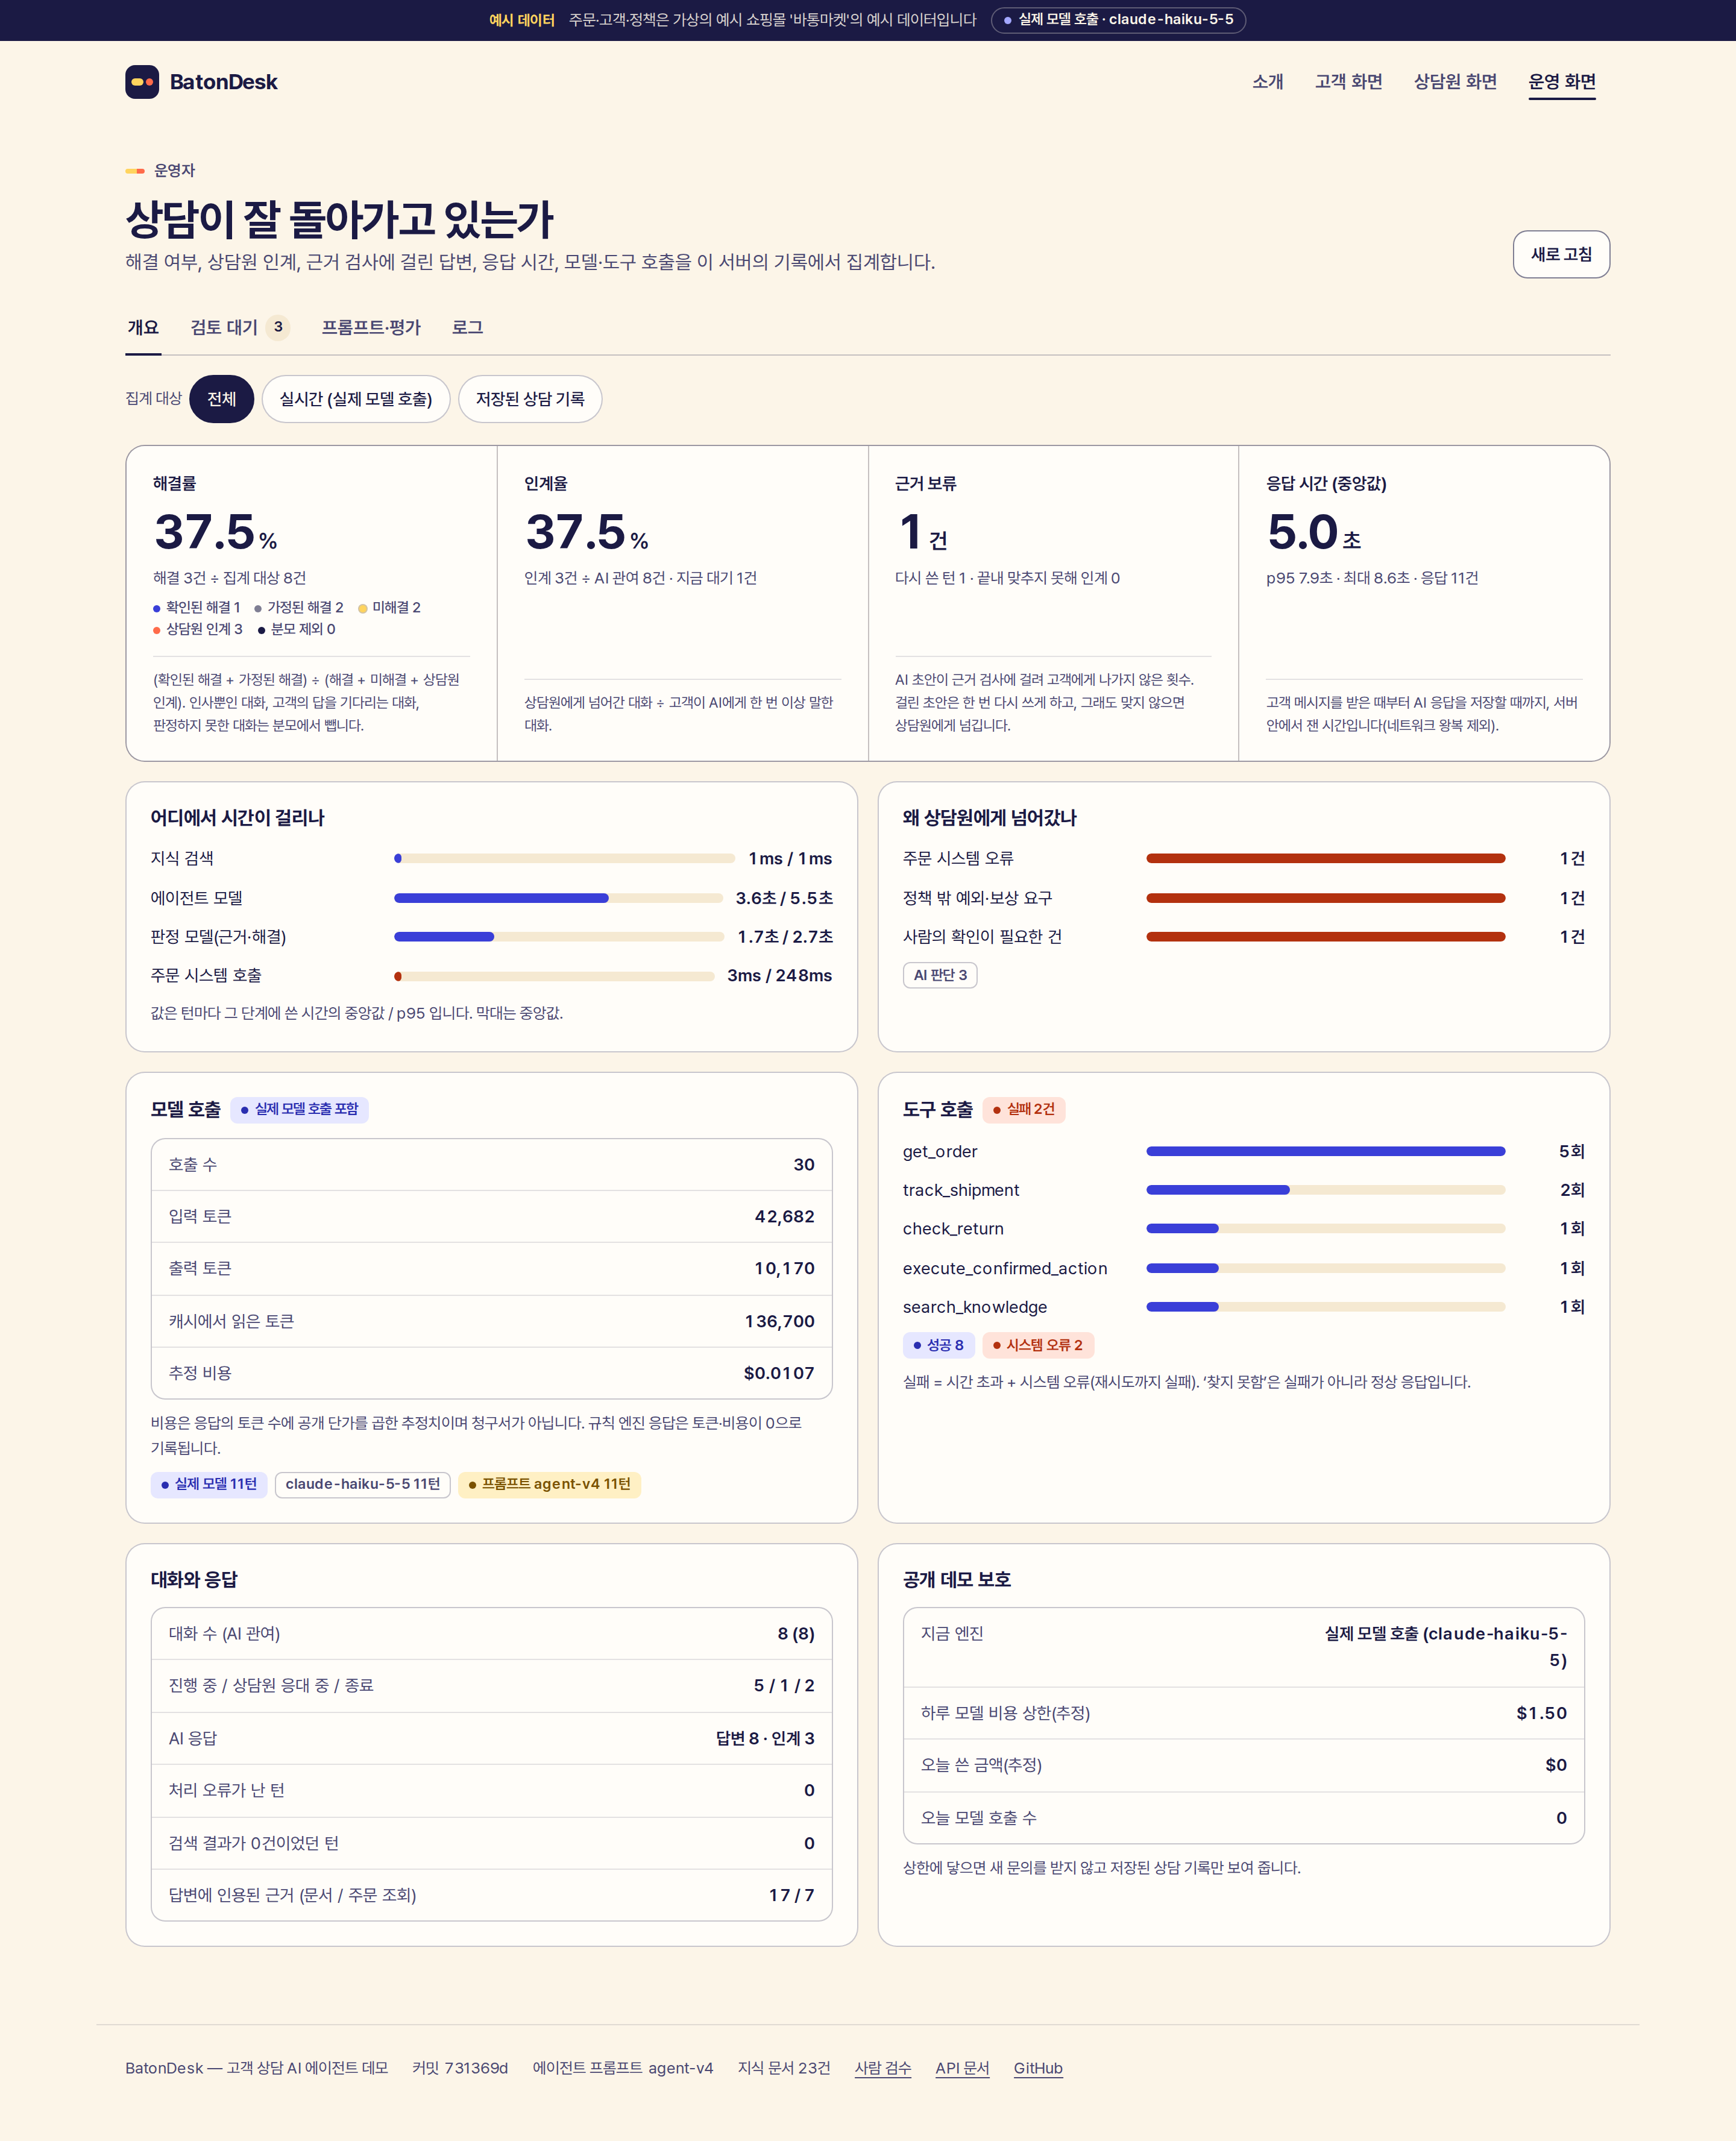 예시 데이터 주문·고객·정책은 가상의 예시 쇼핑몰 '바통마켓'의 예시 데이터입니다 실제 모델 호출 · claude-haiku-5-5
BatonDesk 소개 고객 화면 상담원 화면 운영 화면
운영자
상담이 잘 돌아가고 있는가
해결 여부, 상담원 인계, 근거 검사에 걸린 답변, 응답 시간, 모델·도구 호출을 이 서버의 기록에서 집계합니다.
새로 고침
개요 검토 대기 3 프롬프트·평가 로그
집계 대상 전체 실시간 (실제 모델 호출) 저장된 상담 기록
해결률
37.5%
해결 3건 ÷ 집계 대상 8건
확인된 해결 1 가정된 해결 2 미해결 2
상담원 인계 3 분모 제외 0
(확인된 해결 + 가정된 해결) ÷ (해결 + 미해결 + 상담원
인계). 인사뿐인 대화, 고객의 답을 기다리는 대화,
판정하지 못한 대화는 분모에서 뺍니다.
인계율
37.5%
인계 3건 ÷ AI 관여 8건 · 지금 대기 1건
상담원에게 넘어간 대화 ÷ 고객이 AI에게 한 번 이상 말한
대화.
근거 보류
1 건
다시 쓴 턴 1 · 끝내 맞추지 못해 인계 0
AI 초안이 근거 검사에 걸려 고객에게 나가지 않은 횟수.
걸린 초안은 한 번 다시 쓰게 하고, 그래도 맞지 않으면
상담원에게 넘깁니다.
응답 시간 (중앙값)
5.0 초
p95 7.9초 · 최대 8.6초 · 응답 11건
고객 메시지를 받은 때부터 AI 응답을 저장할 때까지, 서버
안에서 잰 시간입니다(네트워크 왕복 제외).
어디에서 시간이 걸리나
지식 검색 1ms / 1ms
에이전트 모델 3.6초 / 5.5초
판정 모델(근거·해결) 1.7초 / 2.7초
주문 시스템 호출 3ms / 248ms
값은 턴마다 그 단계에 쓴 시간의 중앙값 / p95 입니다. 막대는 중앙값.
왜 상담원에게 넘어갔나
주문 시스템 오류 1건
정책 밖 예외·보상 요구 1건
사람의 확인이 필요한 건 1건
AI 판단 3
모델 호출 실제 모델 호출 포함
호출 수 30
입력 토큰 42,682
출력 토큰 10,170
캐시에서 읽은 토큰 136,700
추정 비용 $0.0107
비용은 응답의 토큰 수에 공개 단가를 곱한 추정치이며 청구서가 아닙니다. 규칙 엔진 응답은 토큰·비용이 0으로
기록됩니다.
실제 모델 11턴 claude-haiku-5-5 11턴 프롬프트 agent-v4 11턴
도구 호출 실패 2건
get_order 5회
track_shipment 2회
check_return 1회
execute_confirmed_action 1회
search_knowledge 1회
성공 8 시스템 오류 2
실패 = 시간 초과 + 시스템 오류(재시도까지 실패). '찾지 못함'은 실패가 아니라 정상 응답입니다.
대화와 응답
대화 수 (AI 관여) 8 (8)
진행 중 / 상담원 응대 중 / 종료 5 / 1 / 2
AI 응답 답변 8 · 인계 3
처리 오류가 난 턴 0
검색 결과가 0건이었던 턴 0
답변에 인용된 근거 (문서 / 주문 조회) 17 / 7
공개 데모 보호
지금 엔진 실제 모델 호출 (claude-haiku-5-
5)
하루 모델 비용 상한(추정) $1.50
오늘 쓴 금액(추정) $0
오늘 모델 호출 수 0
상한에 닿으면 새 문의를 받지 않고 저장된 상담 기록만 보여 줍니다.
BatonDesk — 고객 상담 AI 에이전트 데모 커밋 731369d 에이전트 프롬프트 agent-v4 지식 문서 23건 사람 검수 API 문서 GitHub